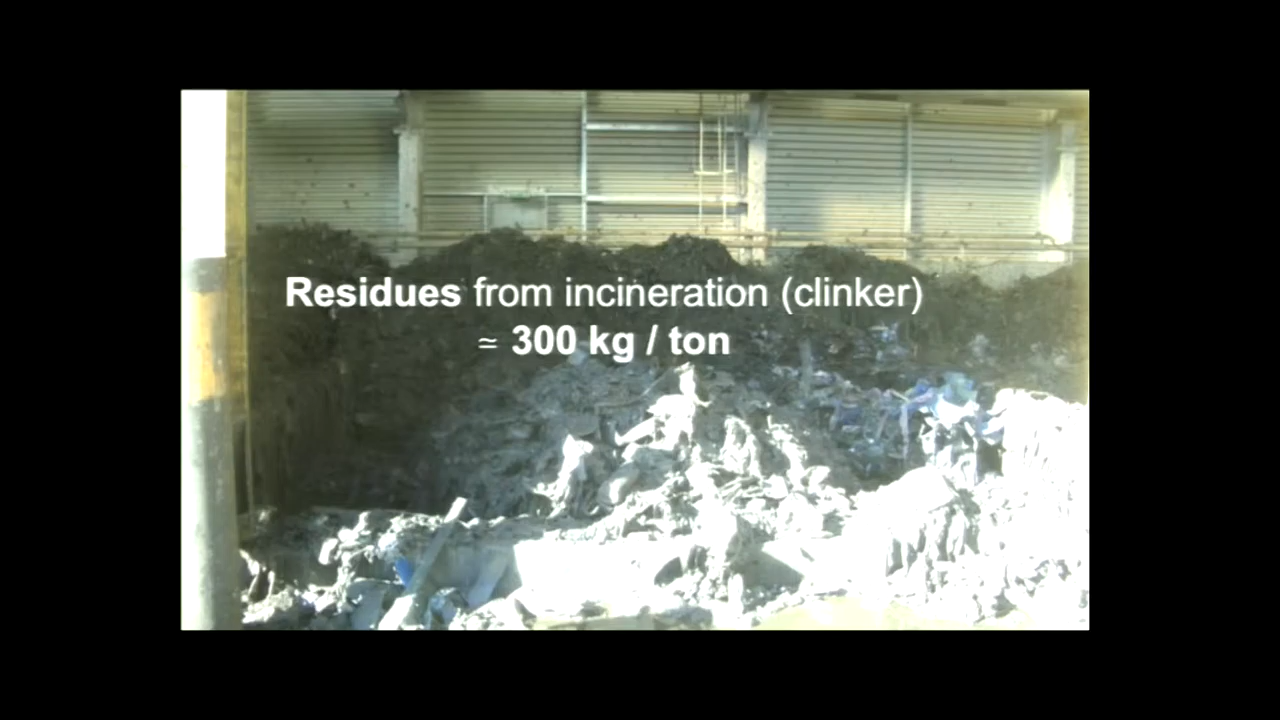 Residues from incineration (clinker)
≃ 300 kg / ton